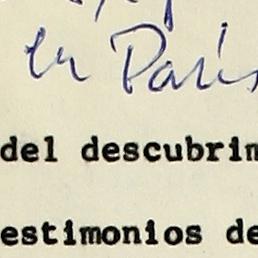 en París
del descubrim
estimonios de